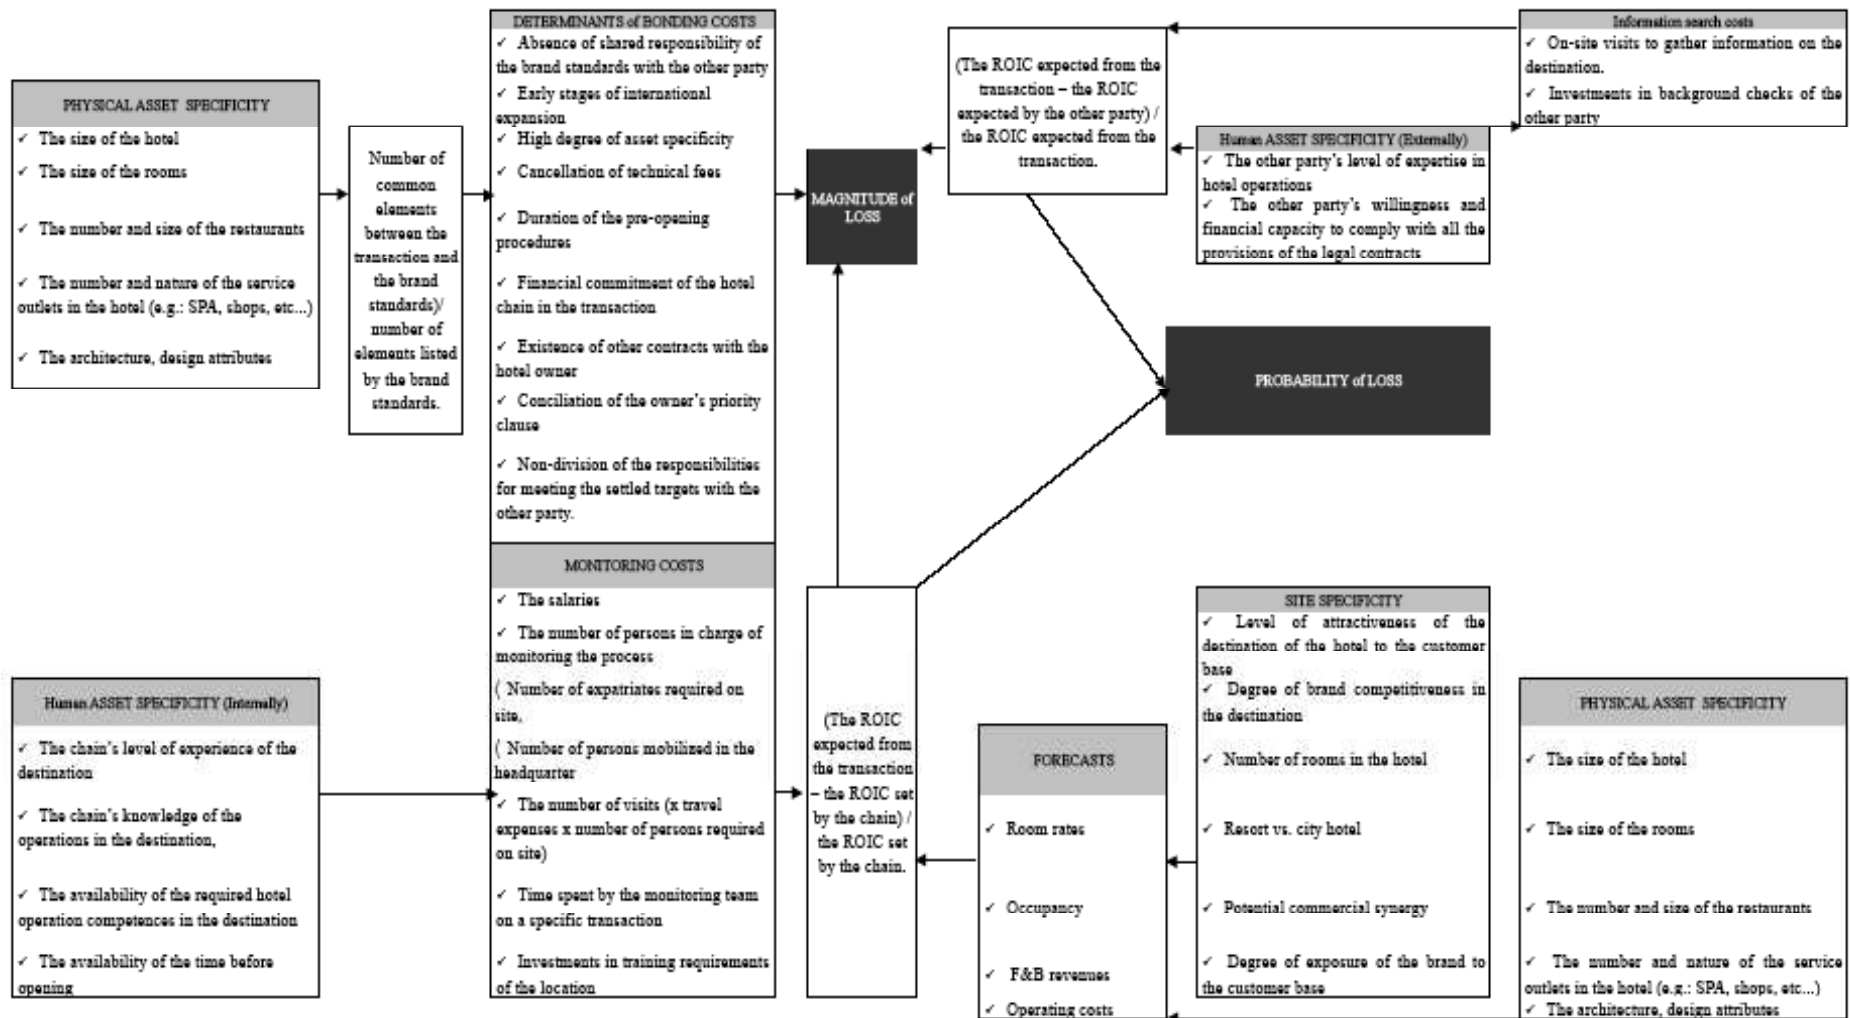 PHYSICAL ASSET SPECIFICITY
✓ The size of the hotel
✓ The size of the rooms
✓ The number and size of the restaurants
✓ The number and nature of the service
outlets in the hotel (e.g.: SPA, shops, etc...)
✓ The architecture, design attributes
Number of
common
elements
between the
transaction and
the brand
standards)/
number of
elements listed
by the brand
standards.
DETERMINANTS of BONDING COSTS
✓ Absence of shared responsibility of
the brand standards with the other party
✓ Early stages of international
expansion
✓ High degree of asset specificity
✓ Cancellation of technical fees
✓ Duration of the pre-opening
procedures
✓ Financial commitment of the hotel
chain in the transaction
✓ Existence of other contracts with the
hotel owner
✓ Conciliation of the owner's priority
clause
✓ Non-division of the responsibilities
for meeting the settled targets with the
other party.
MAGNITUDE of
LOSS
(The ROIC expected from the
transaction – the ROIC
expected by the other party) /
the ROIC expected from the
transaction.
Information search costs
✓ On-site visits to gather information on the
destination.
✓ Investments in background checks of the
other party
Human ASSET SPECIFICITY (Externally)
✓ The other party's level of expertise in
hotel operations
✓ The other party's willingness and
financial capacity to comply with all the
provisions of the legal contracts
PROBABILITY of LOSS
Human ASSET SPECIFICITY (Internally)
✓ The chain's level of experience of the
destination
✓ The chain's knowledge of the
operations in the destination,
✓ The availability of the required hotel
operation competences in the destination
✓ The availability of the time before
opening
MONITORING COSTS
✓ The salaries
✓ The number of persons in charge of
monitoring the process
( Number of expatriates required on
site,
( Number of persons mobilized in the
headquarter
✓ The number of visits (x travel
expenses x number of persons required
on site)
✓ Time spent by the monitoring team
on a specific transaction
✓ Investments in training requirements
of the location
(The ROIC
expected from
the transaction
– the ROIC set
by the chain) /
the ROIC set
by the chain.
FORECASTS
✓ Room rates
✓ Occupancy
✓ F&B revenues
✓ Operating costs
SITE SPECIFICITY
✓ Level of attractiveness of the
destination of the hotel to the customer
base
✓ Degree of brand competitiveness in
the destination
✓ Number of rooms in the hotel
✓ Resort vs. city hotel
✓ Potential commercial synergy
✓ Degree of exposure of the brand to
the customer base
PHYSICAL ASSET SPECIFICITY
✓ The size of the hotel
✓ The size of the rooms
✓ The number and size of the restaurants
✓ The number and nature of the service
outlets in the hotel (e.g.: SPA, shops, etc...)
✓ The architecture, design attributes